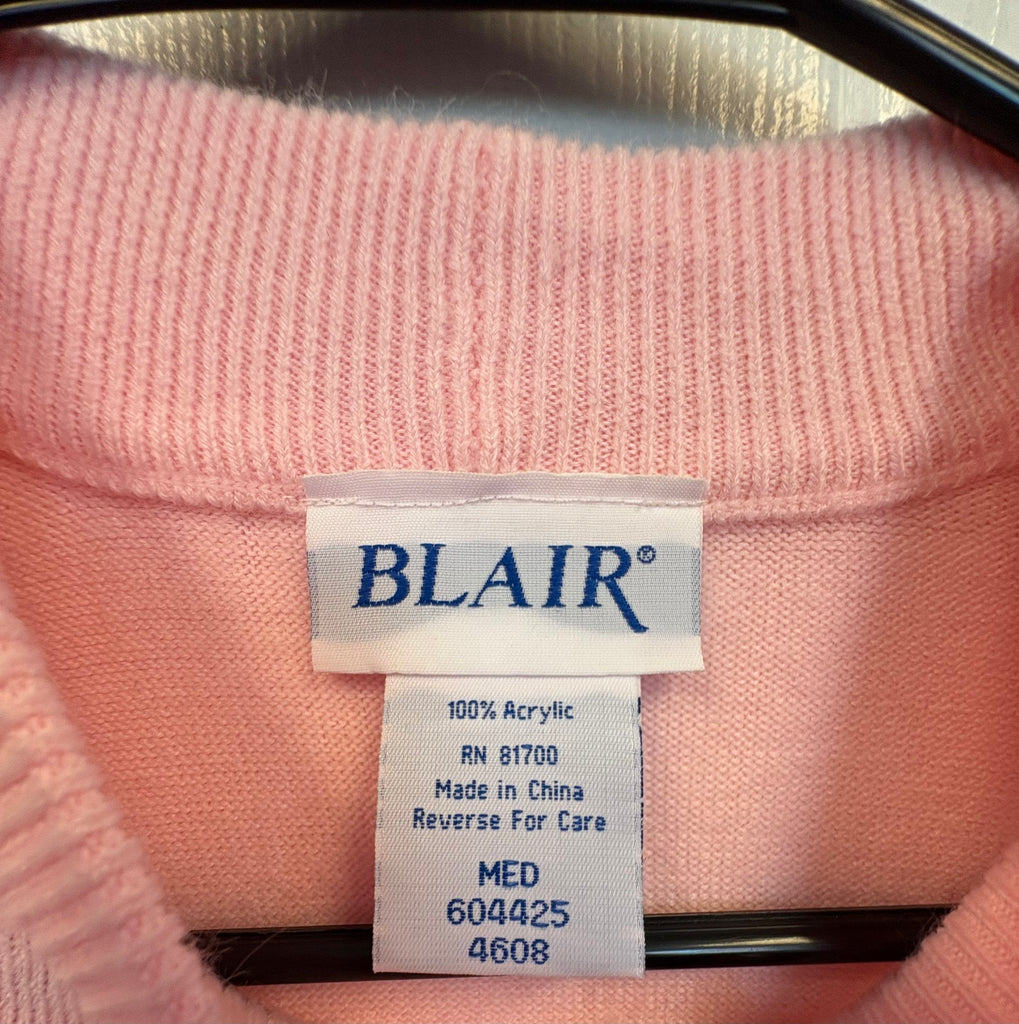 BLAIR®
100% Acrylic
RN 81700
Made in China
Reverse For Care
MED
604425
4608